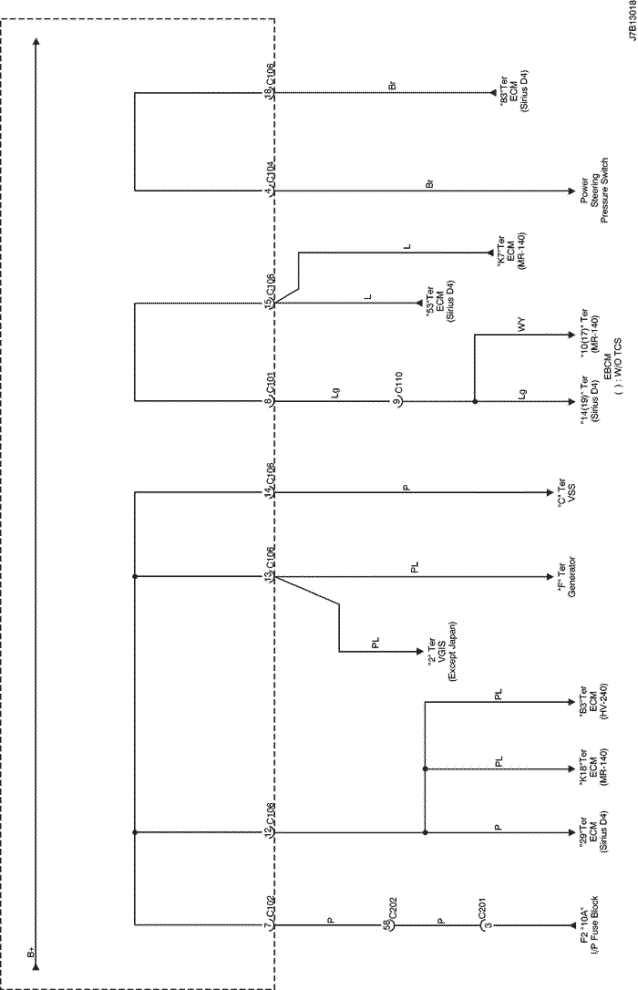 J7B13018
B+
18 C106
Br
"83"Ter
ECM
(Sirius D4)
4 C104
Br
Power
Steering
Pressure Switch
15 C106
L
"K7"Ter
ECM
(MR-140)
L
"53"Ter
ECM
(Sirius D4)
8 C101
Lg
9 C110
WY
"10(17)" Ter
(MR-140)
Lg
"14(19)" Ter
(Sirius D4)
EBCM
( ) : W/O TCS
14 C106
P
"C" Ter
VSS
13 C106
PL
"F" Ter
Generator
PL
"2" Ter
VGIS
(Except Japan)
12 C106
PL
"B3"Ter
ECM
(HV-240)
PL
"K18"Ter
ECM
(MR-140)
P
"29"Ter
ECM
(Sirius D4)
7 C102
P
58 C202
P
3 C201
F2 "10A"
I/P Fuse Block